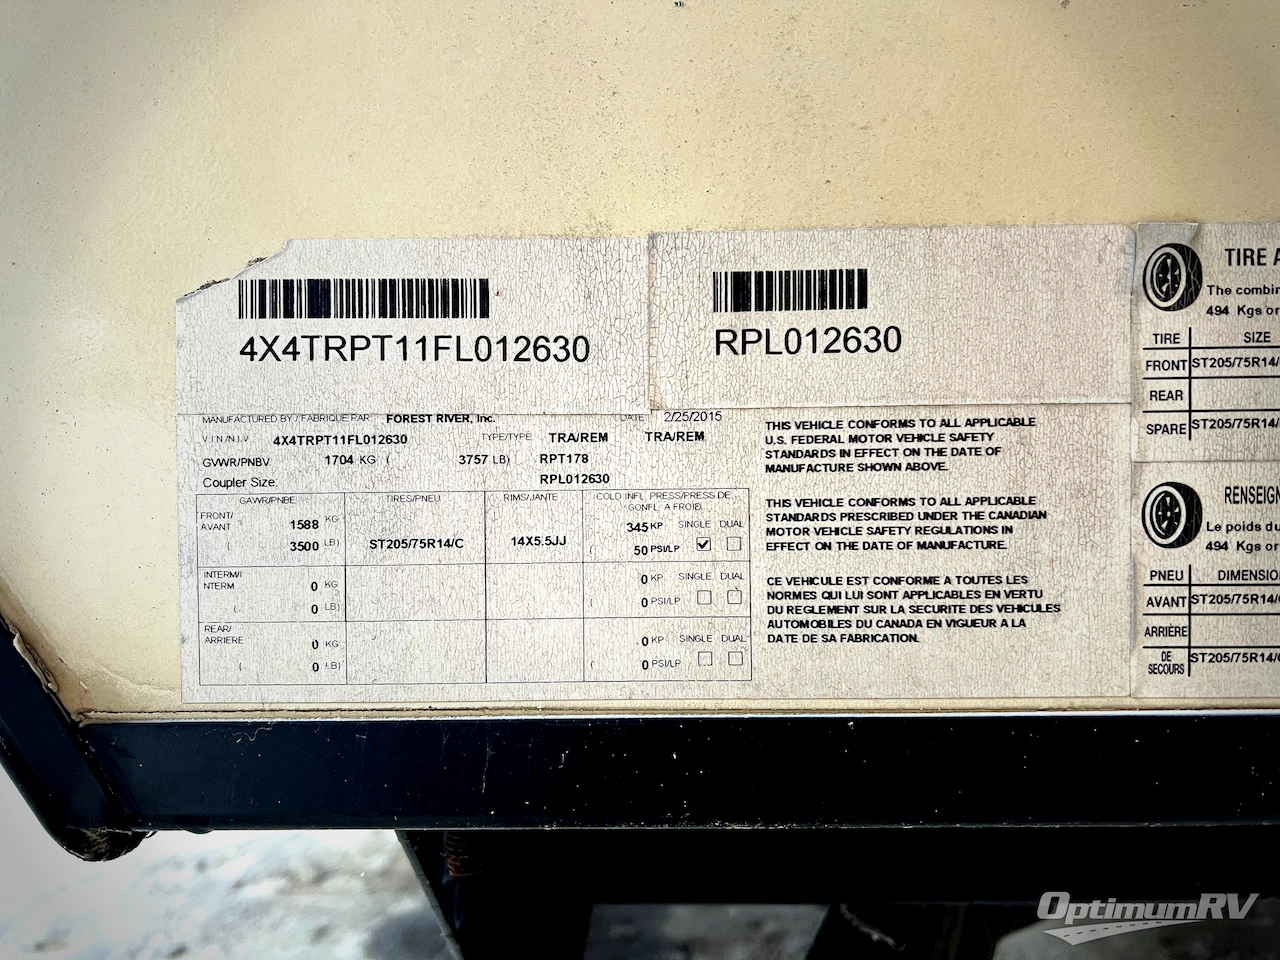 4X4TRPT11FL012630
RPL012630
MANUFACTURED BY / FABRIQUE PAR: FOREST RIVER, Inc. DATE 2/25/2015
V I N / N I V 4X4TRPT11FL012630 TYPE/TYPE TRA/REM TRA/REM
GVWR/PNBV 1704 KG ( 3757 LB) RPT178
Coupler Size: RPL012630
GAWR/PNBE TIRES/PNEU RIMS/JANTE COLD INFL. PRESS/PRESS DE
GONFL. A FROID
FRONT/ 1588 KG 345 KP SINGLE DUAL
AVANT
( 3500 LB) ST205/75R14/C 14X5.5JJ ( 50 PSI/LP
INTERM/I 0 KG 0 KP SINGLE DUAL
NTERM
( 0 LB) ( 0 PSI/LP
REAR/ 0 KG 0 KP SINGLE DUAL
ARRIERE
( 0 LB) ( 0 PSI/LP
THIS VEHICLE CONFORMS TO ALL APPLICABLE
U.S. FEDERAL MOTOR VEHICLE SAFETY
STANDARDS IN EFFECT ON THE DATE OF
MANUFACTURE SHOWN ABOVE.
THIS VEHICLE CONFORMS TO ALL APPLICABLE
STANDARDS PRESCRIBED UNDER THE CANADIAN
MOTOR VEHICLE SAFETY REGULATIONS IN
EFFECT ON THE DATE OF MANUFACTURE.
CE VEHICULE EST CONFORME A TOUTES LES
NORMES QUI LUI SONT APPLICABLES EN VERTU
DU REGLEMENT SUR LA SECURITE DES VEHICULES
AUTOMOBILES DU CANADA EN VIGUEUR A LA
DATE DE SA FABRICATION.
TIRE A
The combin
494 Kgs or
TIRE SIZE
FRONT ST205/75R14/
REAR
SPARE ST205/75R14/
RENSEIGN
Le poids du
494 Kgs or
PNEU DIMENSIO
AVANT ST205/75R14/
ARRIÈRE
DE
SECOURS ST205/75R14/
OptimumRV